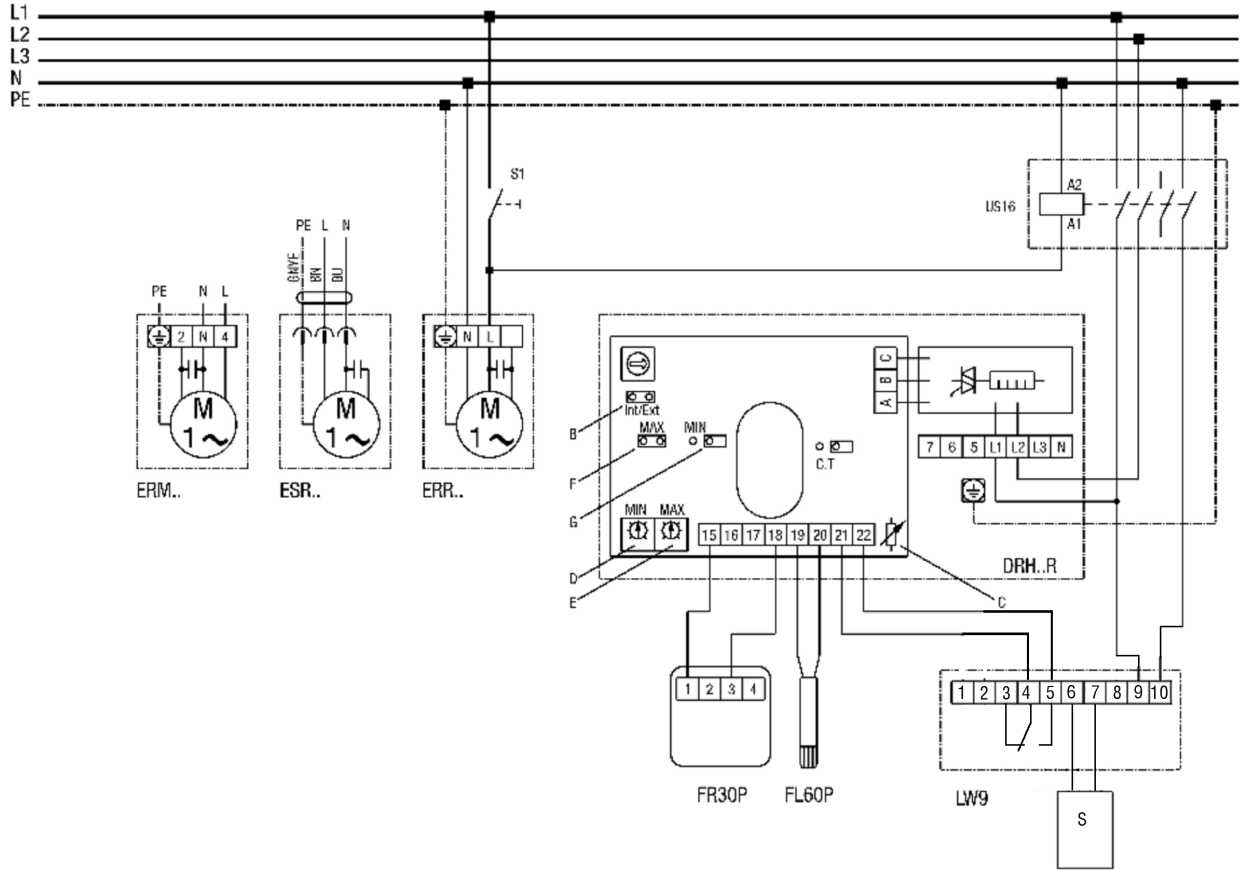 L1
L2
L3
N
PE
S1
US16
A2
A1
PE L N
GNYE BN BU
PE N L
2 N 4
N L
M
1 ~
M
1 ~
M
1 ~
ERM..
ESR..
ERR..
Int/Ext
MAX
MIN
C.T
MIN MAX
15 16 17 18 19 20 21 22
C
B
A
7 6 5 L1 L2 L3 N
DRH..R
B
F
G
D
E
C
1 2 3 4
FR30P
FL60P
1 2 3 4 5 6 7 8 9 10
LW9
S